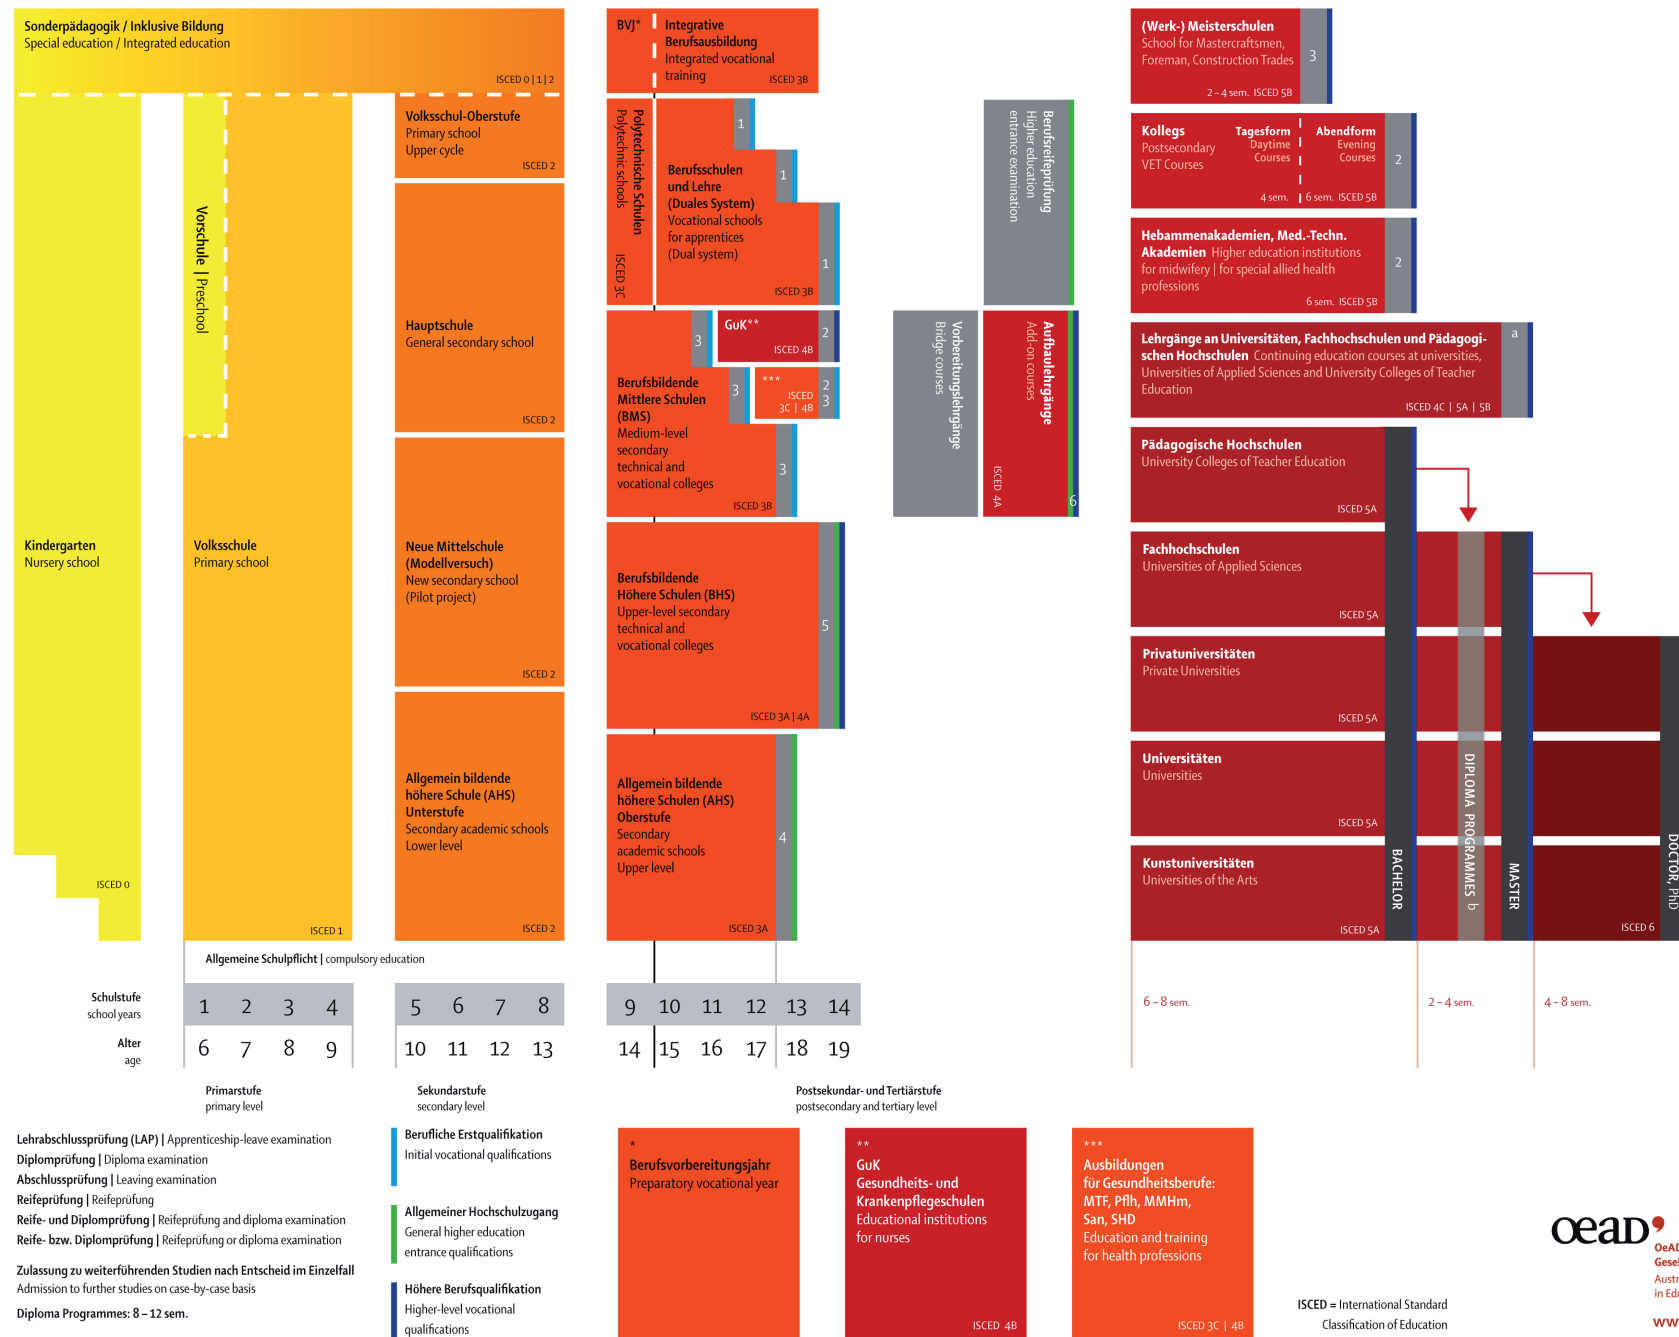 Sonderpädagogik / Inklusive Bildung
Special education / Integrated education
ISCED 0 | 1 | 2
Kindergarten
Nursery school
ISCED 0
Vorschule | Preschool
Volksschule
Primary school
ISCED 1
Volksschul-Oberstufe
Primary school
Upper cycle
ISCED 2
Hauptschule
General secondary school
ISCED 2
Neue Mittelschule
(Modellversuch)
New secondary school
(Pilot project)
ISCED 2
Allgemein bildende
höhere Schule (AHS)
Unterstufe
Secondary academic schools
Lower level
ISCED 2
BVJ*
Integrative
Berufsausbildung
Integrated vocational
training
ISCED 3B
Polytechnische Schulen
Polytechnic schools
ISCED 3C
1
1
1
Berufsschulen
und Lehre
(Duales System)
Vocational schools
for apprentices
(Dual system)
ISCED 3B
3
GuK**
ISCED 4B
2
3
***
ISCED
3C | 4B
2
3
Berufsbildende
Mittlere Schulen
(BMS)
Medium-level
secondary
technical and
vocational colleges
3
ISCED 3B
Berufsbildende
Höhere Schulen (BHS)
Upper-level secondary
technical and
vocational colleges
5
ISCED 3A | 4A
Allgemein bildende
höhere Schulen (AHS)
Oberstufe
Secondary
academic schools
Upper level
4
ISCED 3A
Berufsreifeprüfung
Higher education
entrance examination
Vorbereitungslehrgänge
Bridge courses
Aufbaulehrgänge
Add-on courses
ISCED 4A
6
(Werk-) Meisterschulen
School for Mastercraftsmen,
Foreman, Construction Trades
2 – 4 sem. ISCED 5B
3
Kollegs
Postsecondary
VET Courses
Tagesform
Daytime
Courses
4 sem.
Abendform
Evening
Courses
6 sem. ISCED 5B
2
Hebammenakademien, Med.-Techn.
Akademien Higher education institutions
for midwifery | for special allied health
professions
6 sem. ISCED 5B
2
Lehrgänge an Universitäten, Fachhochschulen und Pädagogi-
schen Hochschulen Continuing education courses at universities,
Universities of Applied Sciences and University Colleges of Teacher
Education
ISCED 4C | 5A | 5B
a
Pädagogische Hochschulen
University Colleges of Teacher Education
ISCED 5A
Fachhochschulen
Universities of Applied Sciences
ISCED 5A
Privatuniversitäten
Private Universities
ISCED 5A
Universitäten
Universities
ISCED 5A
Kunstuniversitäten
Universities of the Arts
ISCED 5A
BACHELOR
DIPLOMA PROGRAMMES b
MASTER
ISCED 6
DOCTOR, PhD
Allgemeine Schulpflicht | compulsory education
Schulstufe
school years
1 2 3 4 5 6 7 8 9 10 11 12 13 14
Alter
age
6 7 8 9 10 11 12 13 14 15 16 17 18 19
6 – 8 sem.
2 – 4 sem.
4 – 8 sem.
Primarstufe
primary level
Sekundarstufe
secondary level
Postsekundar- und Tertiärstufe
postsecondary and tertiary level
Lehrabschlussprüfung (LAP) | Apprenticeship-leave examination
Diplomprüfung | Diploma examination
Abschlussprüfung | Leaving examination
Reifeprüfung | Reifeprüfung
Reife- und Diplomprüfung | Reifeprüfung and diploma examination
Reife- bzw. Diplomprüfung | Reifeprüfung or diploma examination
Zulassung zu weiterführenden Studien nach Entscheid im Einzelfall
Admission to further studies on case-by-case basis
Diploma Programmes: 8 – 12 sem.
Berufliche Erstqualifikation
Initial vocational qualifications
Allgemeiner Hochschulzugang
General higher education
entrance qualifications
Höhere Berufsqualifikation
Higher-level vocational
qualifications
*
Berufsvorbereitungsjahr
Preparatory vocational year
**
GuK
Gesundheits- und
Krankenpflegeschulen
Educational institutions
for nurses
ISCED 4B
***
Ausbildungen
für Gesundheitsberufe:
MTF, Pflh, MMHm,
San, SHD
Education and training
for health professions
ISCED 3C | 4B
ISCED = International Standard
Classification of Education
oeaD
OeAD